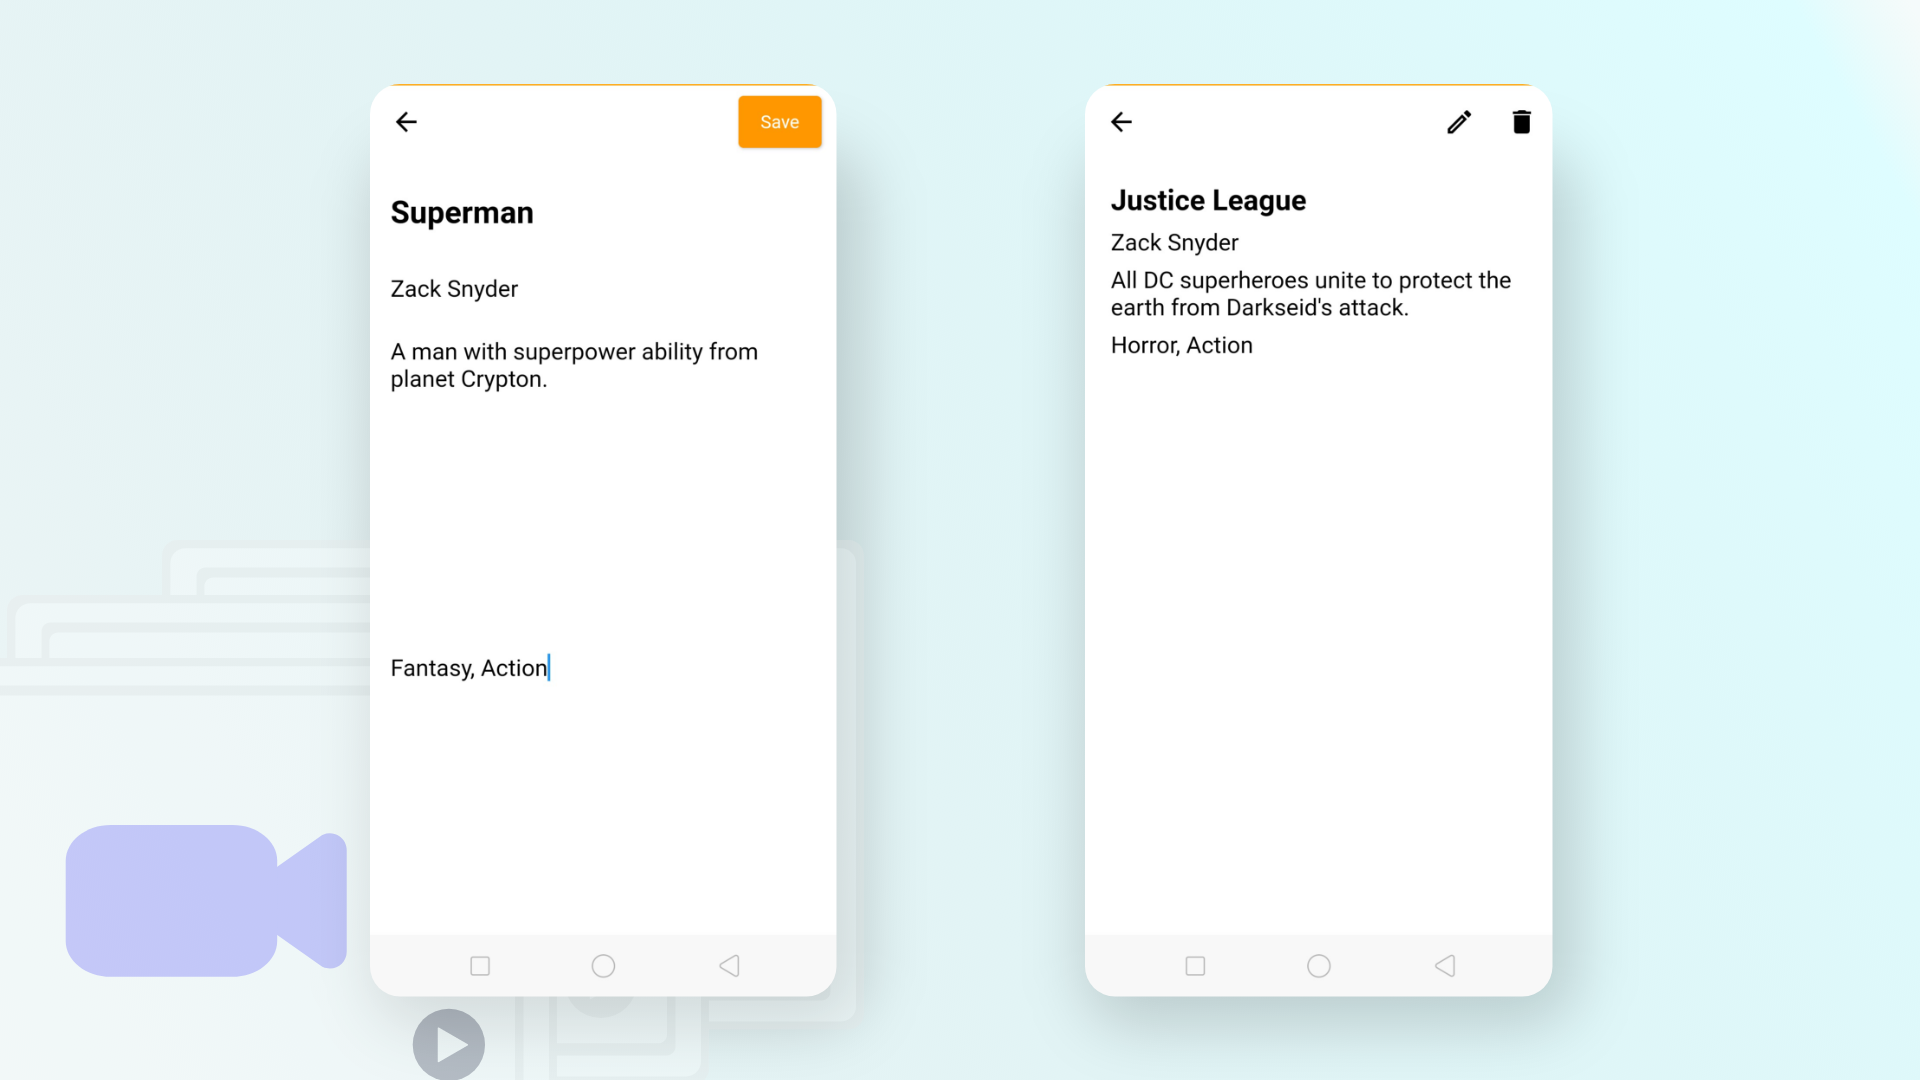 Save
Superman
Zack Snyder
A man with superpower ability from
planet Crypton.
Fantasy, Action
Justice League
Zack Snyder
All DC superheroes unite to protect the
earth from Darkseid's attack.
Horror, Action